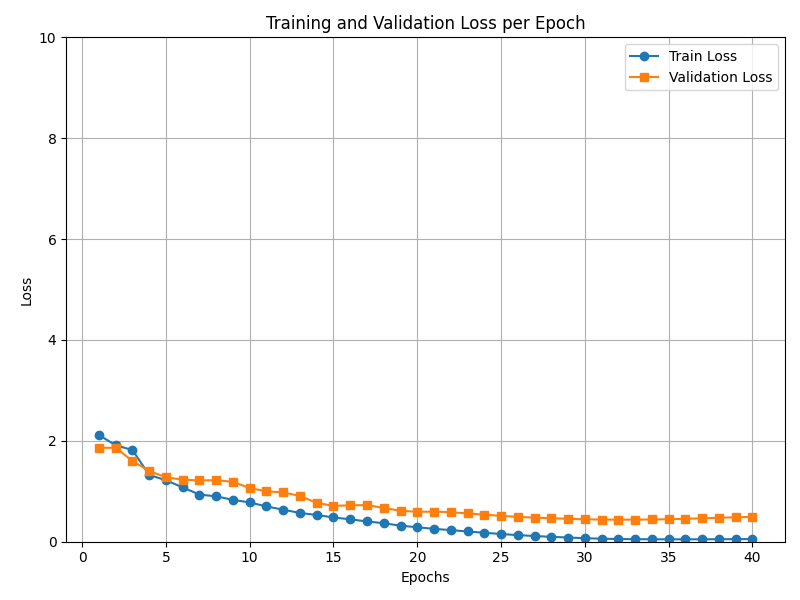 Training and Validation Loss per Epoch
Train Loss
Validation Loss
10
8
6
4
2
0
Loss
0 5 10 15 20 25 30 35 40
Epochs